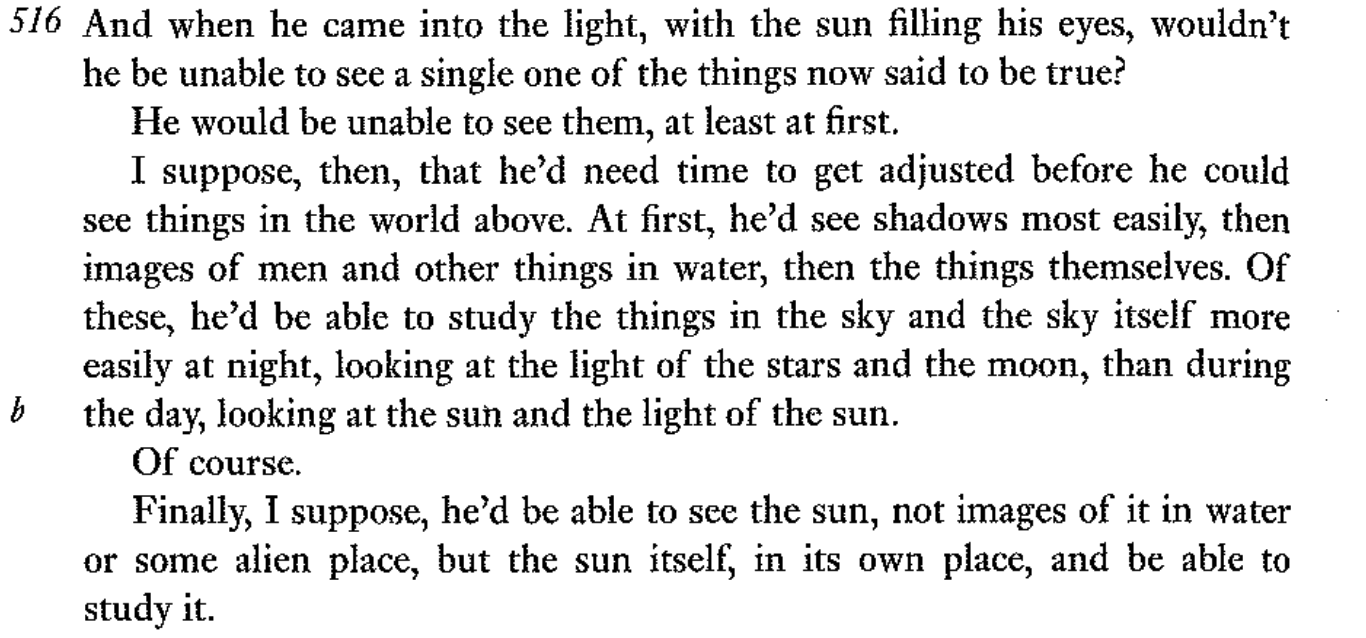 516 And when he came into the light, with the sun filling his eyes, wouldn't
he be unable to see a single one of the things now said to be true?
He would be unable to see them, at least at first.
I suppose, then, that he'd need time to get adjusted before he could
see things in the world above. At first, he'd see shadows most easily, then
images of men and other things in water, then the things themselves. Of
these, he'd be able to study the things in the sky and the sky itself more
easily at night, looking at the light of the stars and the moon, than during
b the day, looking at the sun and the light of the sun.
Of course.
Finally, I suppose, he'd be able to see the sun, not images of it in water
or some alien place, but the sun itself, in its own place, and be able to
study it.